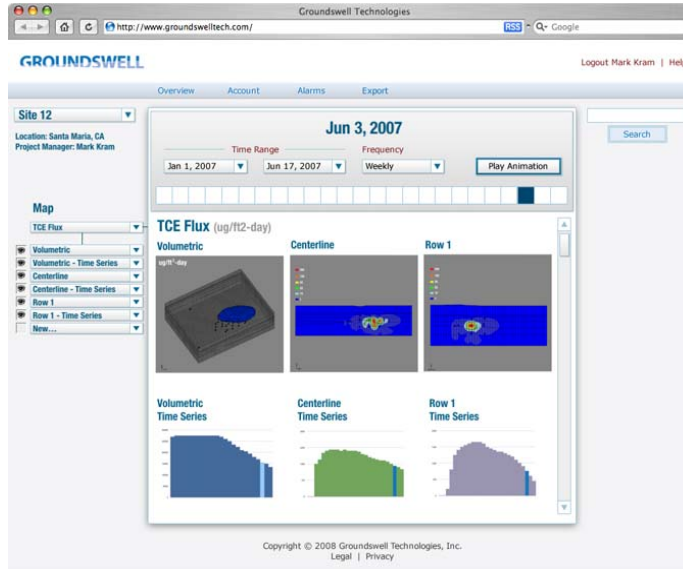 Groundswell Technologies
http://www.groundswelltech.com/
RSS
Google
GROUNDSWELL
Logout Mark Kram | Help
Overview Account Alarms Export
Site 12
Location: Santa Maria, CA
Project Manager: Mark Kram
Jun 3, 2007
Time Range Frequency
Jan 1, 2007 Jun 17, 2007 Weekly Play Animation
Search
Map
TCE Flux
Volumetric
Volumetric - Time Series
Centerline
Centerline - Time Series
Row 1
Row 1 - Time Series
New...
TCE Flux (ug/ft2-day)
Volumetric Centerline Row 1
ug/ft²-day
Volumetric
Time Series
Centerline
Time Series
Row 1
Time Series
Copyright © 2008 Groundswell Technologies, Inc.
Legal | Privacy